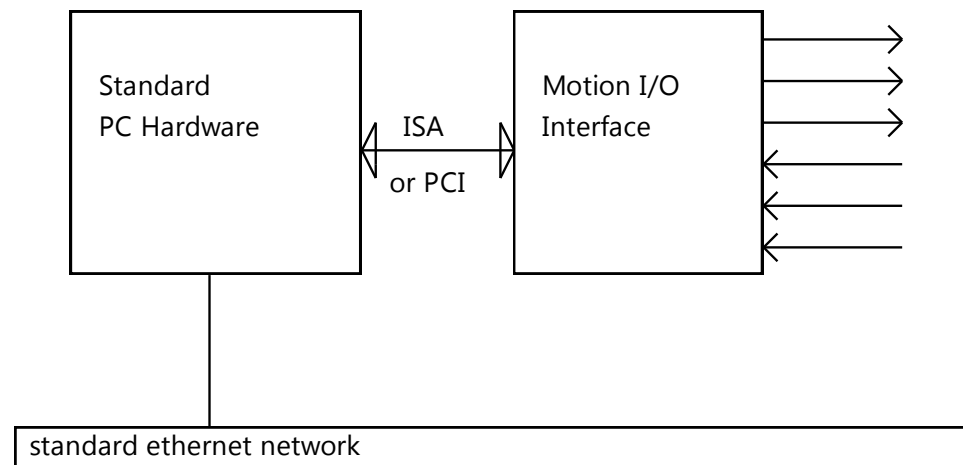 Standard
PC Hardware
ISA
or PCI
Motion I/O
Interface
standard ethernet network